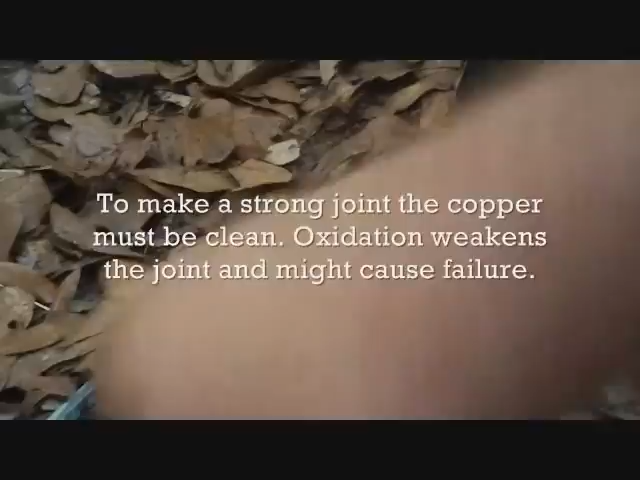 To make a strong joint the copper
must be clean. Oxidation weakens
the joint and might cause failure.